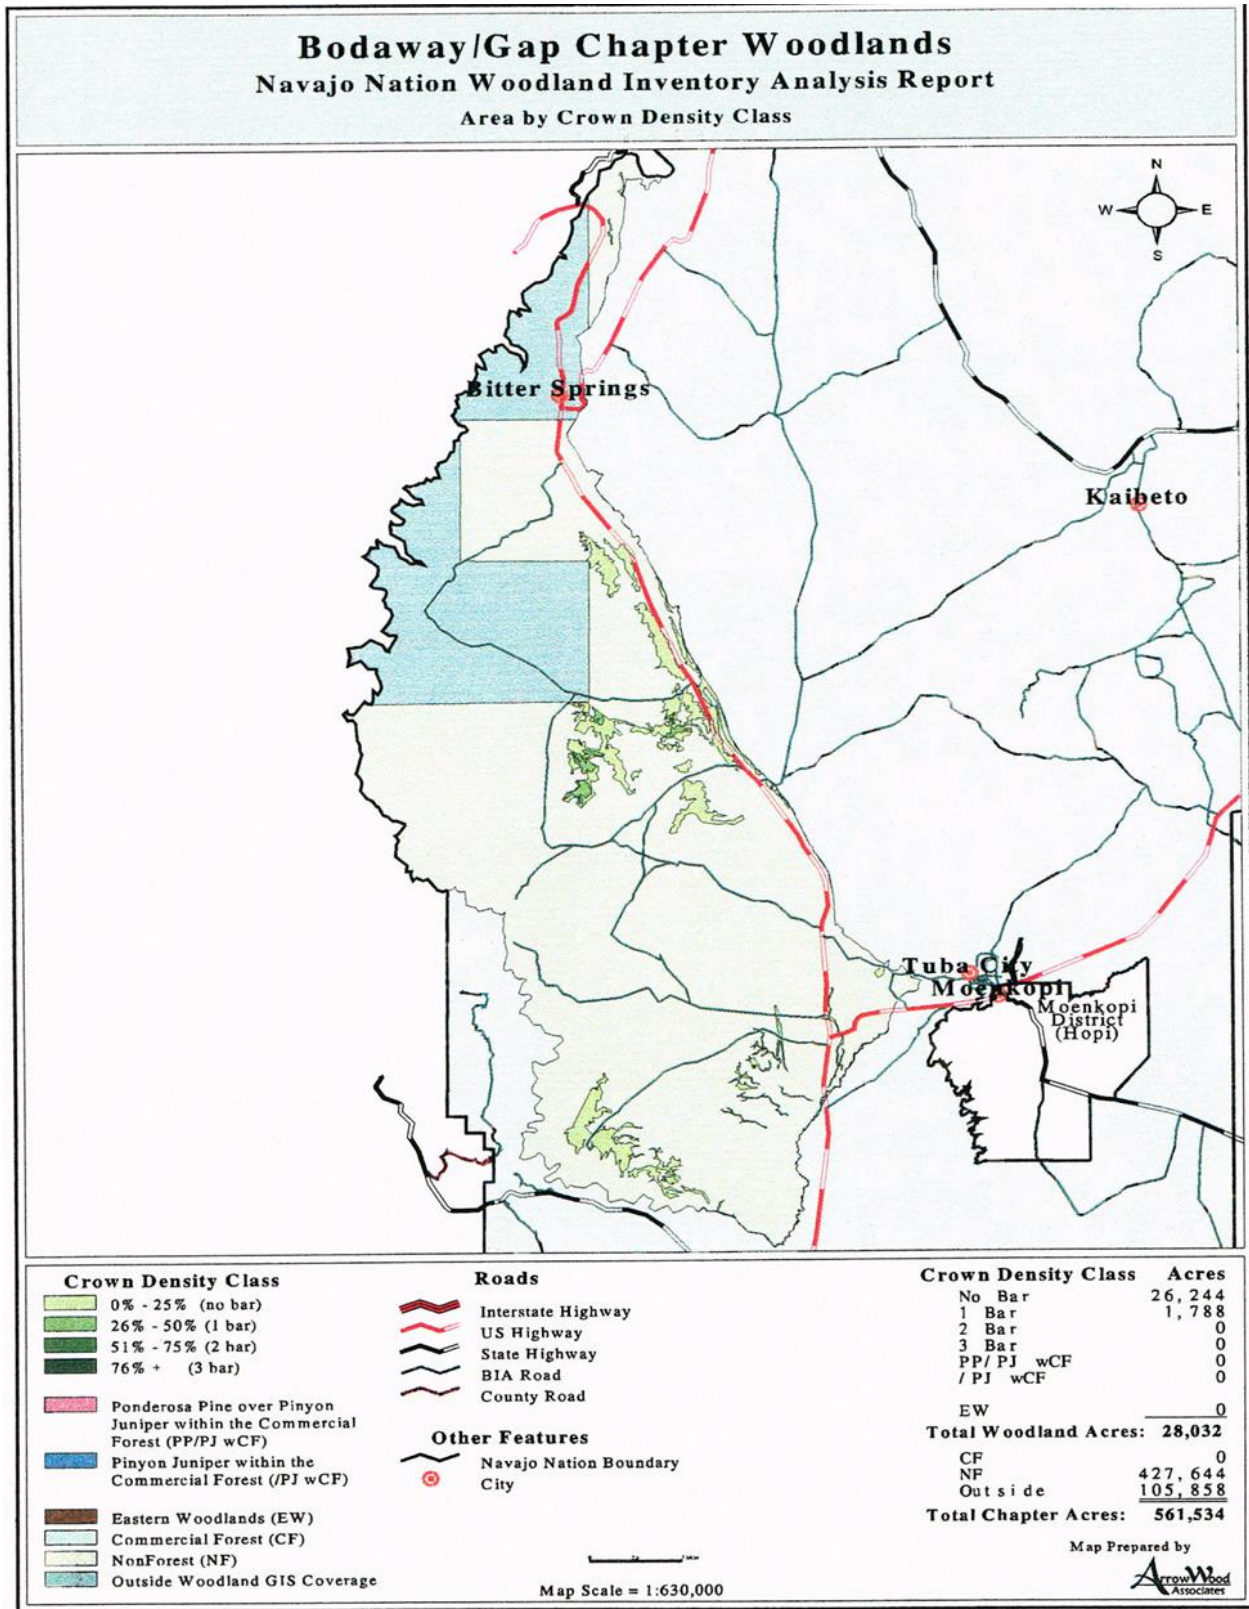 Bodaway/Gap Chapter Woodlands
Navajo Nation Woodland Inventory Analysis Report
Area by Crown Density Class
N
W E
S
Bitter Springs
Kaibeto
Tuba City
Moenkopi
Moenkopi
District
(Hopi)
Crown Density Class
0% - 25% (no bar)
26% - 50% (1 bar)
51% - 75% (2 bar)
76% + (3 bar)
Ponderosa Pine over Pinyon
Juniper within the Commercial
Forest (PP/PJ wCF)
Pinyon Juniper within the
Commercial Forest (/PJ wCF)
Eastern Woodlands (EW)
Commercial Forest (CF)
NonForest (NF)
Outside Woodland GIS Coverage
Roads
Interstate Highway
US Highway
State Highway
BIA Road
County Road
Other Features
Navajo Nation Boundary
City
Map Scale = 1:630,000
Crown Density Class Acres
No Bar 26,244
1 Bar 1,788
2 Bar 0
3 Bar 0
PP/ PJ wCF 0
/ PJ wCF 0
EW 0
Total Woodland Acres: 28,032
CF 0
NF 427,644
Outside 105,858
Total Chapter Acres: 561,534
Map Prepared by
ArrowWood
Associates